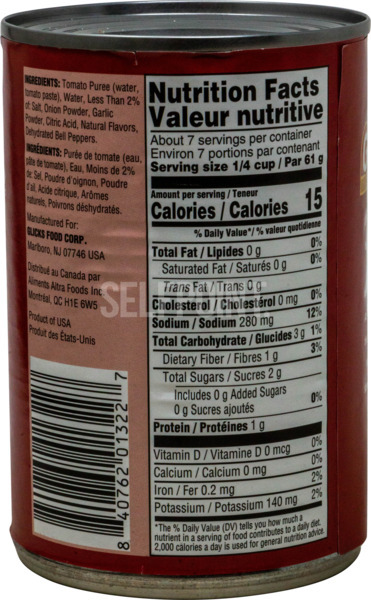 INGREDIENTS: Tomato Puree (water,
tomato paste), Water, Less Than 2%
of: Salt, Onion Powder, Garlic
Powder, Citric Acid, Natural Flavors,
Dehydrated Bell Peppers.
INGRÉDIENTS: Purée de tomate (eau,
pâte de tomate), Eau, Moins de 2%
de: Sel, Poudre d'oignon, Poudre
d'ail, Acide citrique, Arômes
naturels, Poivrons déshydratés.
Manufactured For:
GLICKS FOOD CORP.
Marlboro, NJ 07746 USA
Distribué au Canada par
Aliments Altra Foods Inc.
Montréal, QC H1E 6W5
Product of USA
Produit des États-Unis
8 40762 01322 7
Nutrition Facts
Valeur nutritive
About 7 servings per container
Environ 7 portions par contenant
Serving size 1/4 cup / Par 61 g
Amount per serving / Teneur
Calories / Calories 15
% Daily Value* / % valeur quotidienne
Total Fat / Lipides 0 g 0%
Saturated Fat / Saturés 0 g 0%
Trans Fat / Trans 0 g
Cholesterol / Cholestérol 0 mg 0%
Sodium / Sodium 280 mg 12%
Total Carbohydrate / Glucides 3 g 1%
Dietary Fiber / Fibres 1 g 3%
Total Sugars / Sucres 2 g
Includes 0 g Added Sugars 0%
0 g Sucres ajoutés
Protein / Protéines 1 g
Vitamin D / Vitamine D 0 mcg 0%
Calcium / Calcium 0 mg 0%
Iron / Fer 0.2 mg 2%
Potassium / Potassium 140 mg 2%
*The % Daily Value (DV) tells you how much a
nutrient in a serving of food contributes to a daily diet.
2,000 calories a day is used for general nutrition advice.